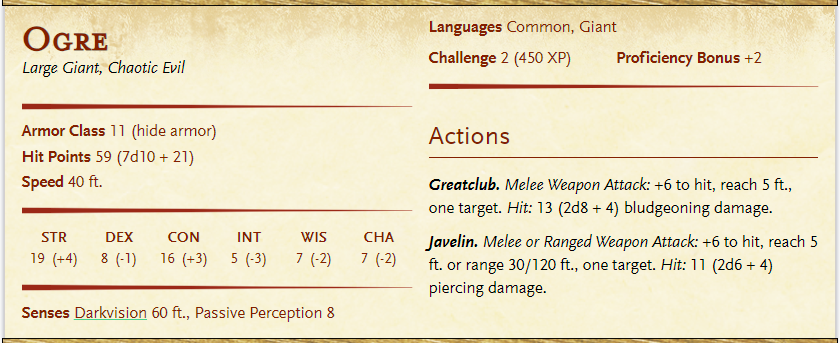 Ogre
Large Giant, Chaotic Evil
Armor Class 11 (hide armor)
Hit Points 59 (7d10 + 21)
Speed 40 ft.
STR DEX CON INT WIS CHA
19 (+4) 8 (-1) 16 (+3) 5 (-3) 7 (-2) 7 (-2)
Senses Darkvision 60 ft., Passive Perception 8
Languages Common, Giant
Challenge 2 (450 XP) Proficiency Bonus +2
Actions
Greatclub. Melee Weapon Attack: +6 to hit, reach 5 ft.,
one target. Hit: 13 (2d8 + 4) bludgeoning damage.
Javelin. Melee or Ranged Weapon Attack: +6 to hit, reach 5
ft. or range 30/120 ft., one target. Hit: 11 (2d6 + 4)
piercing damage.